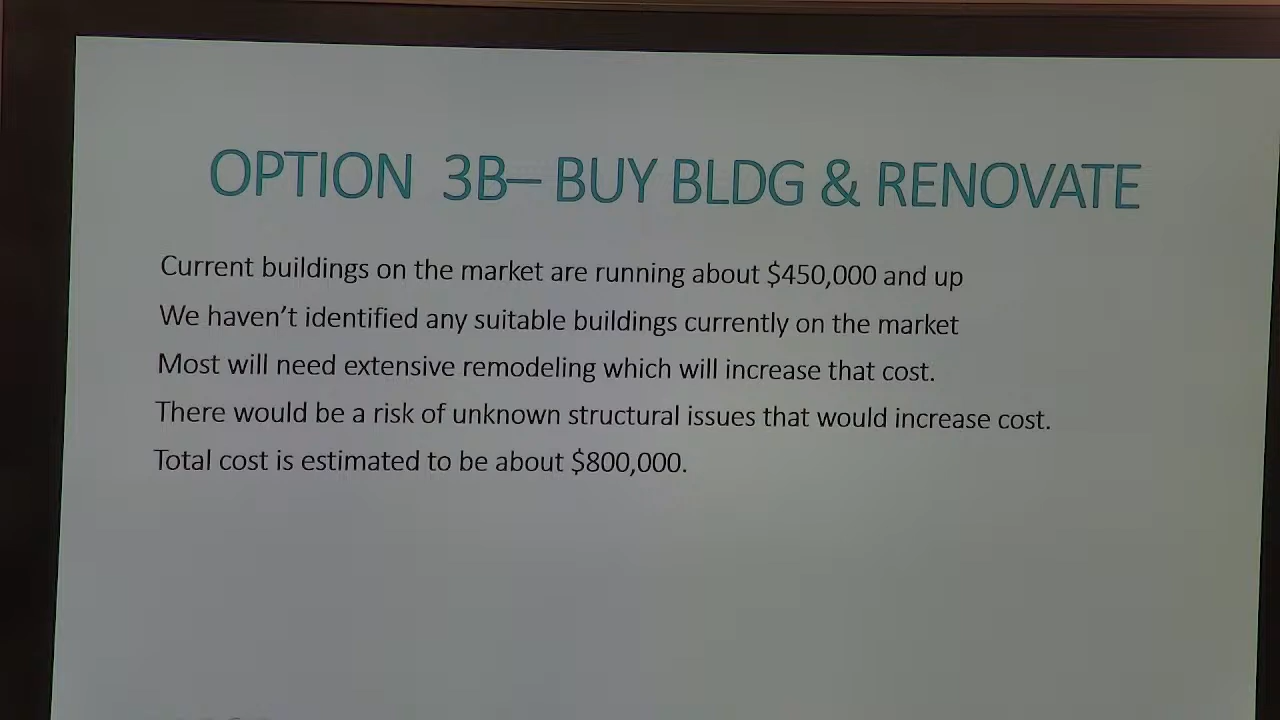 OPTION 3B– BUY BLDG & RENOVATE
Current buildings on the market are running about $450,000 and up
We haven't identified any suitable buildings currently on the market
Most will need extensive remodeling which will increase that cost.
There would be a risk of unknown structural issues that would increase cost.
Total cost is estimated to be about $800,000.